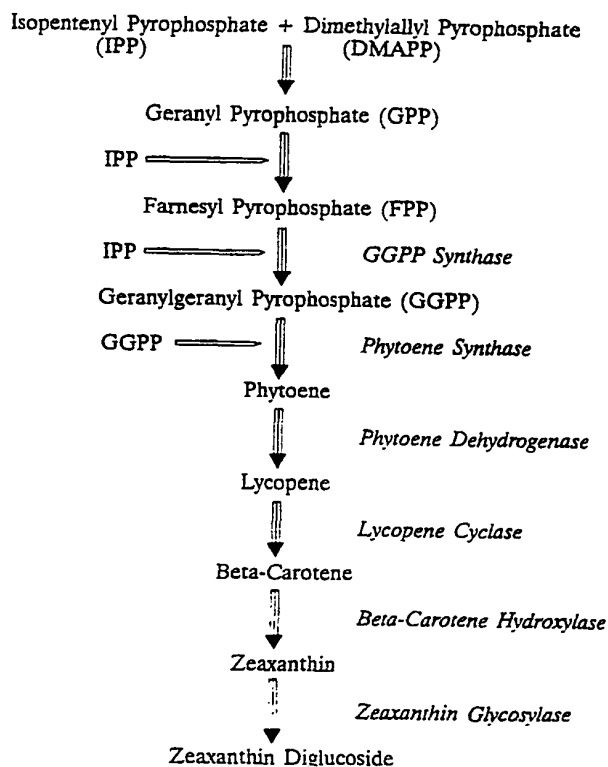 Isopentenyl Pyrophosphate + Dimethylallyl Pyrophosphate
(IPP) (DMAPP)
Geranyl Pyrophosphate (GPP)
IPP
Farnesyl Pyrophosphate (FPP)
IPP GGPP Synthase
Geranylgeranyl Pyrophosphate (GGPP)
GGPP Phytoene Synthase
Phytoene
Phytoene Dehydrogenase
Lycopene
Lycopene Cyclase
Beta-Carotene
Beta-Carotene Hydroxylase
Zeaxanthin
Zeaxanthin Glycosylase
Zeaxanthin Diglucoside